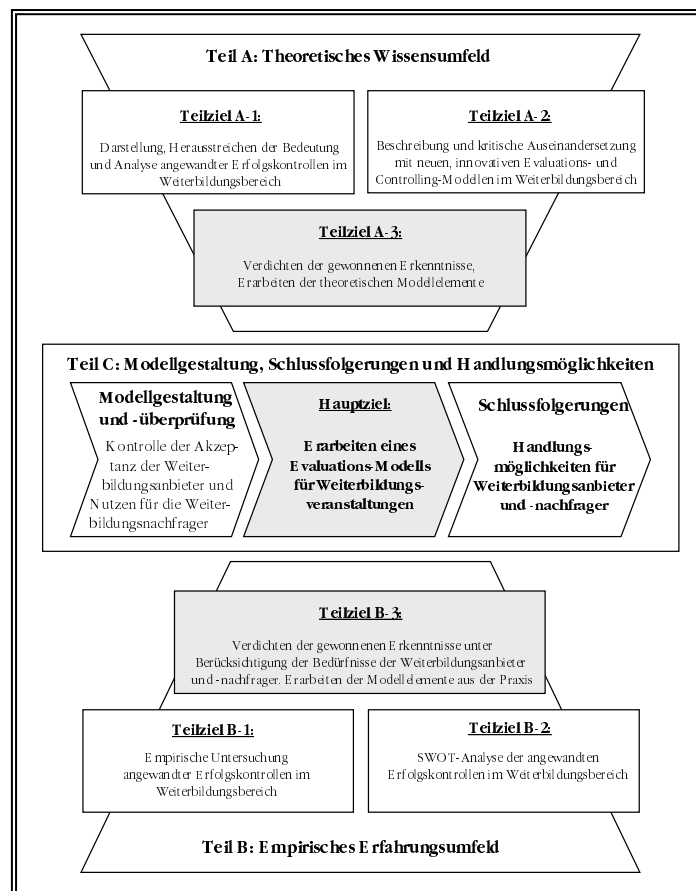 Teil A: Theoretisches Wissensumfeld
Teilziel A-1:
Darstellung, Herausstreichen der Bedeutung
und Analyse angewandter Erfolgskontrollen im
Weiterbildungsbereich
Teilziel A-2:
Beschreibung und kritische Auseinandersetzung
mit neuen, innovativen Evaluations- und
Controlling-Modellen im Weiterbildungsbereich
Teilziel A-3:
Verdichten der gewonnenen Erkenntnisse,
Erarbeiten der theoretischen Modellelemente
Teil C: Modellgestaltung, Schlussfolgerungen und Handlungsmöglichkeiten
Modellgestaltung
und -überprüfung
Kontrolle der Akzep-
tanz der Weiter-
bildungsanbieter und
Nutzen für die Weiter-
bildungsnachfrager
Hauptziel:
Erarbeiten eines
Evaluations-Modells
für Weiterbildungs-
veranstaltungen
Schlussfolgerungen
Handlungs-
möglichkeiten für
Weiterbildungsanbieter
und -nachfrager
Teilziel B-3:
Verdichten der gewonnenen Erkenntnisse unter
Berücksichtigung der Bedürfnisse der Weiterbildungsanbieter
und -nachfrager. Erarbeiten der Modellelemente aus der Praxis
Teilziel B-1:
Empirische Untersuchung
angewandter Erfolgskontrollen im
Weiterbildungsbereich
Teilziel B-2:
SWOT-Analyse der angewandten
Erfolgskontrollen im Weiterbildungsbereich
Teil B: Empirisches Erfahrungsumfeld